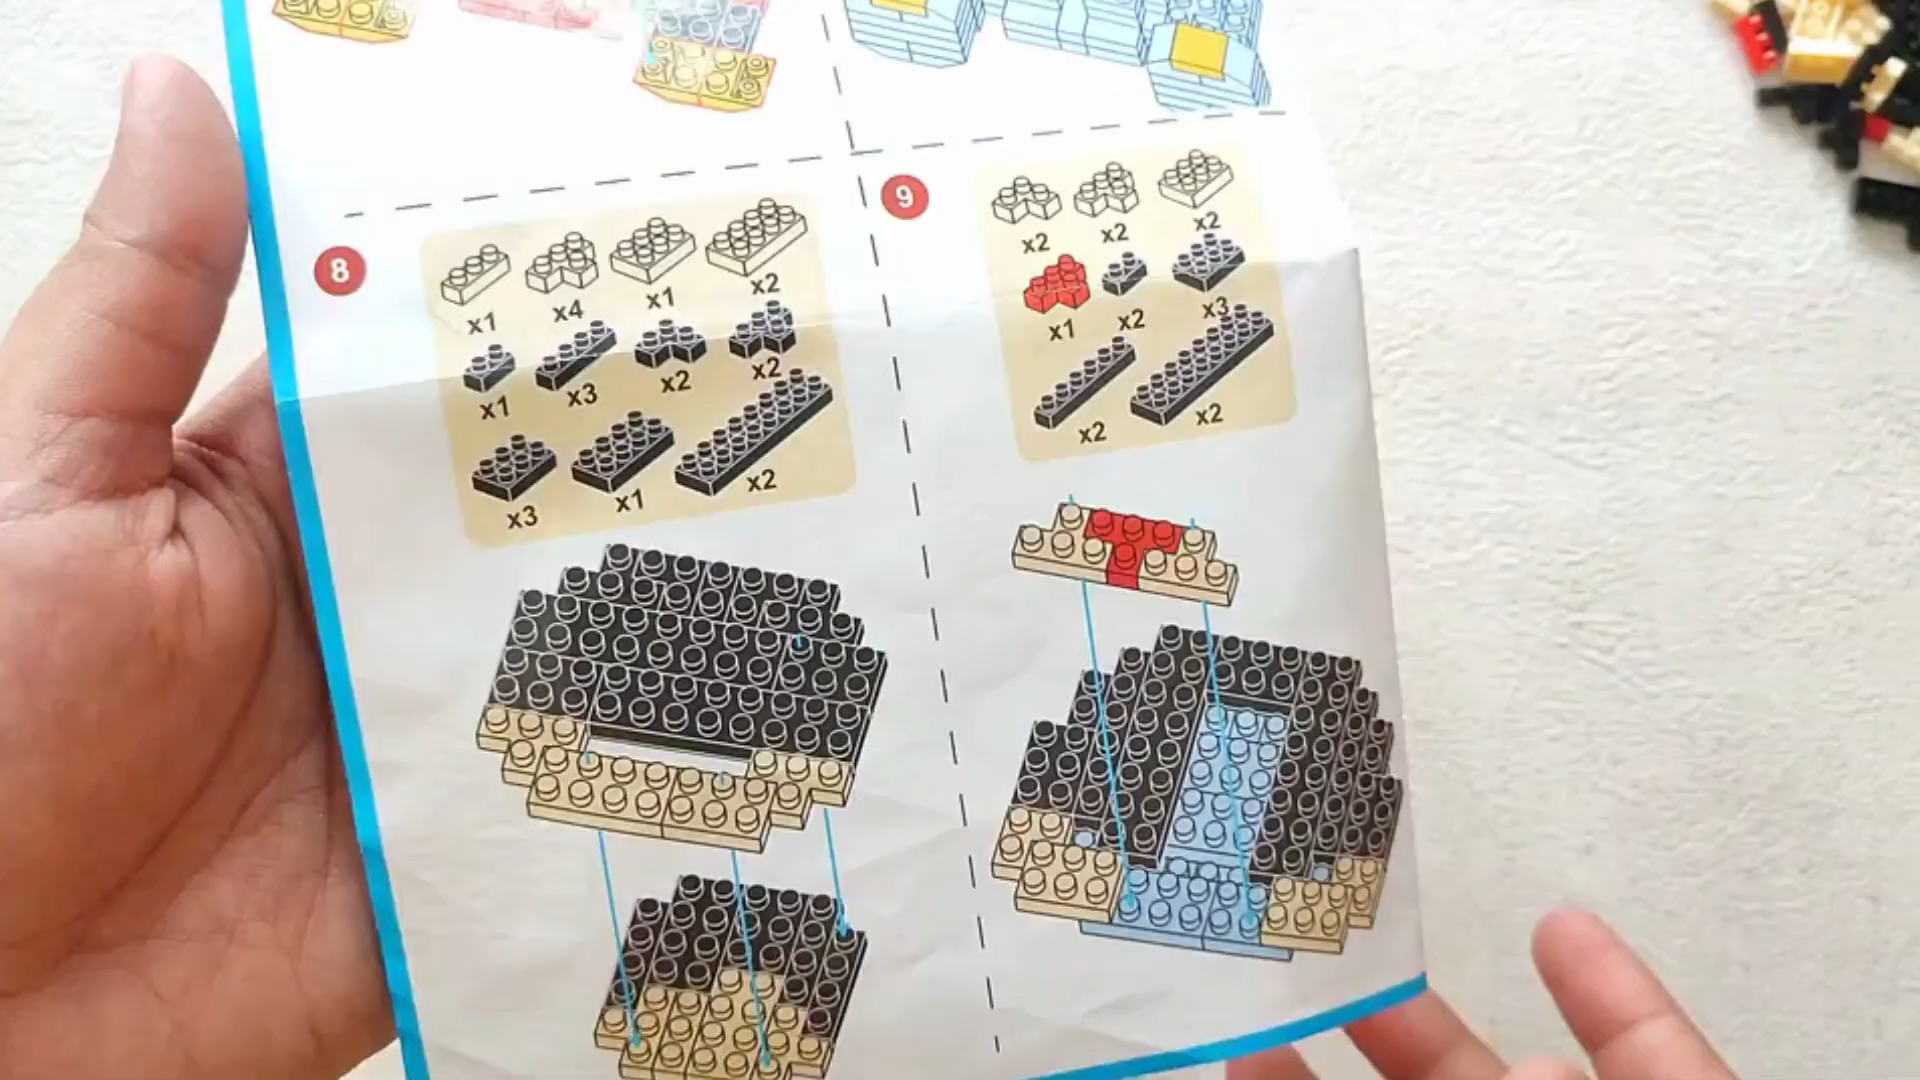 8
x1 x4 x1 x2
x1 x3 x2 x2
x3 x1 x2
9
x2 x2 x2
x1 x2 x3
x2 x2